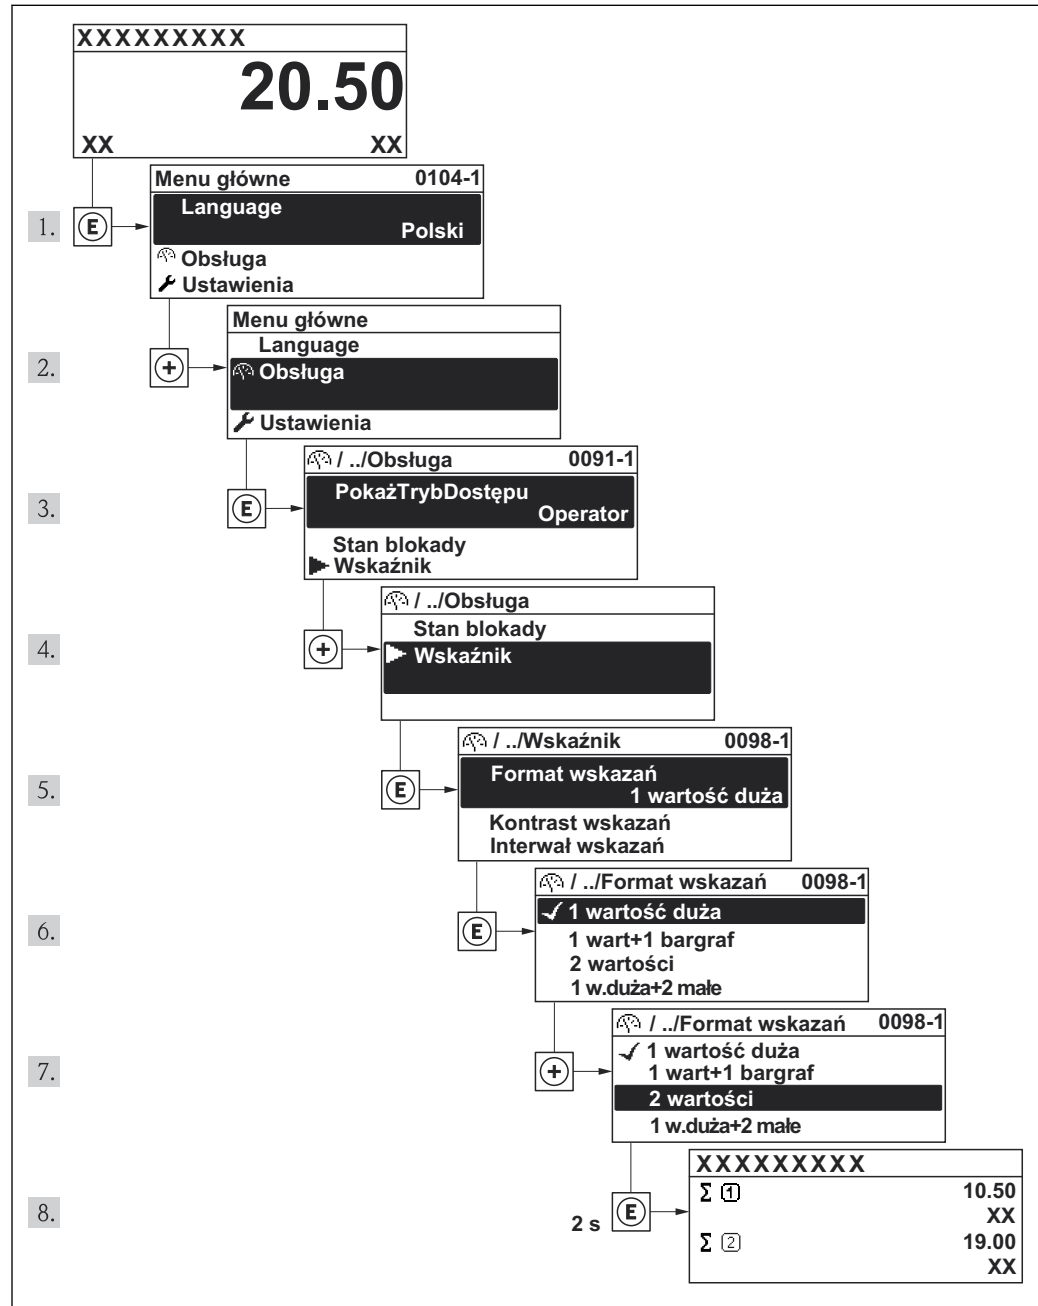 XXXXXXXXX
20.50
XX XX
Menu główne 0104-1
Language
Polski
Obsługa
Ustawienia
1. E
Menu główne
Language
Obsługa
Ustawienia
2. +
/ ../Obsługa 0091-1
PokażTrybDostępu
Operator
Stan blokady
Wskaźnik
3. E
/ ../Obsługa
Stan blokady
Wskaźnik
4. +
/ ../Wskaźnik 0098-1
Format wskazań
1 wartość duża
Kontrast wskazań
Interwał wskazań
5. E
/ ../Format wskazań 0098-1
1 wartość duża
1 wart+1 bargraf
2 wartości
1 w.duża+2 małe
6. E
/ ../Format wskazań 0098-1
1 wartość duża
1 wart+1 bargraf
2 wartości
1 w.duża+2 małe
7. +
XXXXXXXXX
Σ 1 10.50
XX
Σ 2 19.00
XX
8. 2 s E